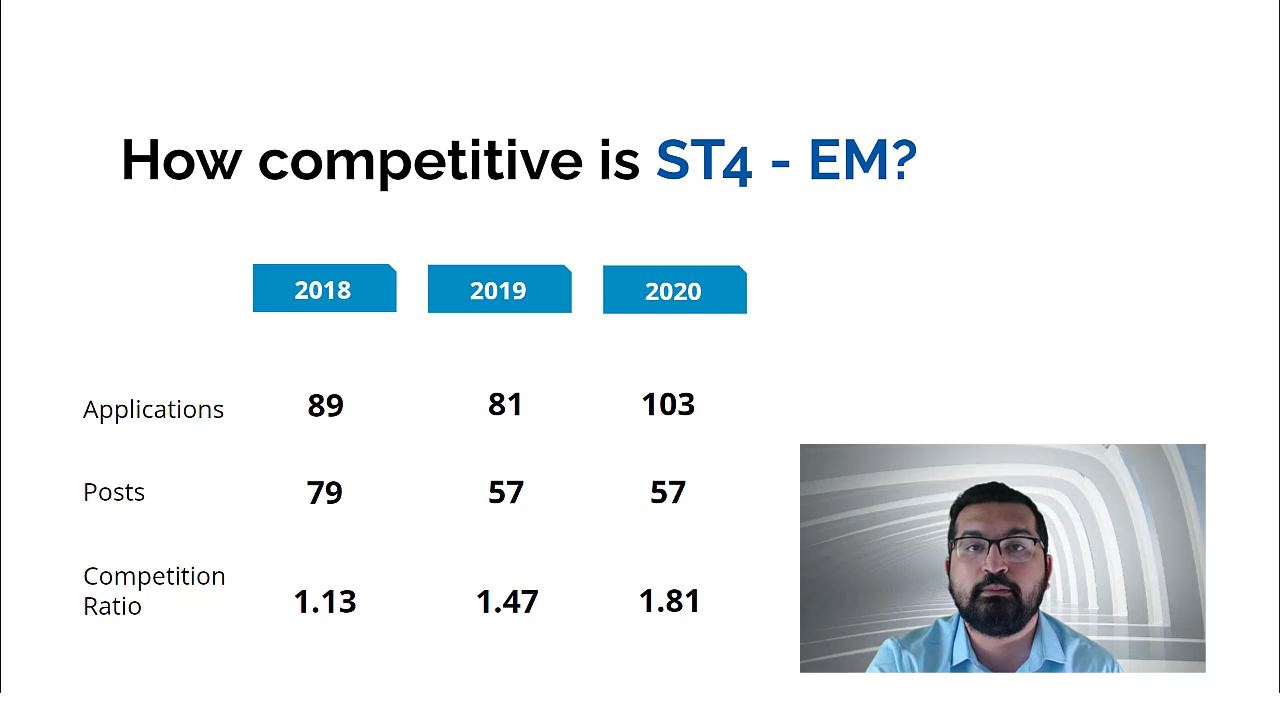 How competitive is ST4 - EM?
2018 2019 2020
Applications 89 81 103
Posts 79 57 57
Competition
Ratio 1.13 1.47 1.81